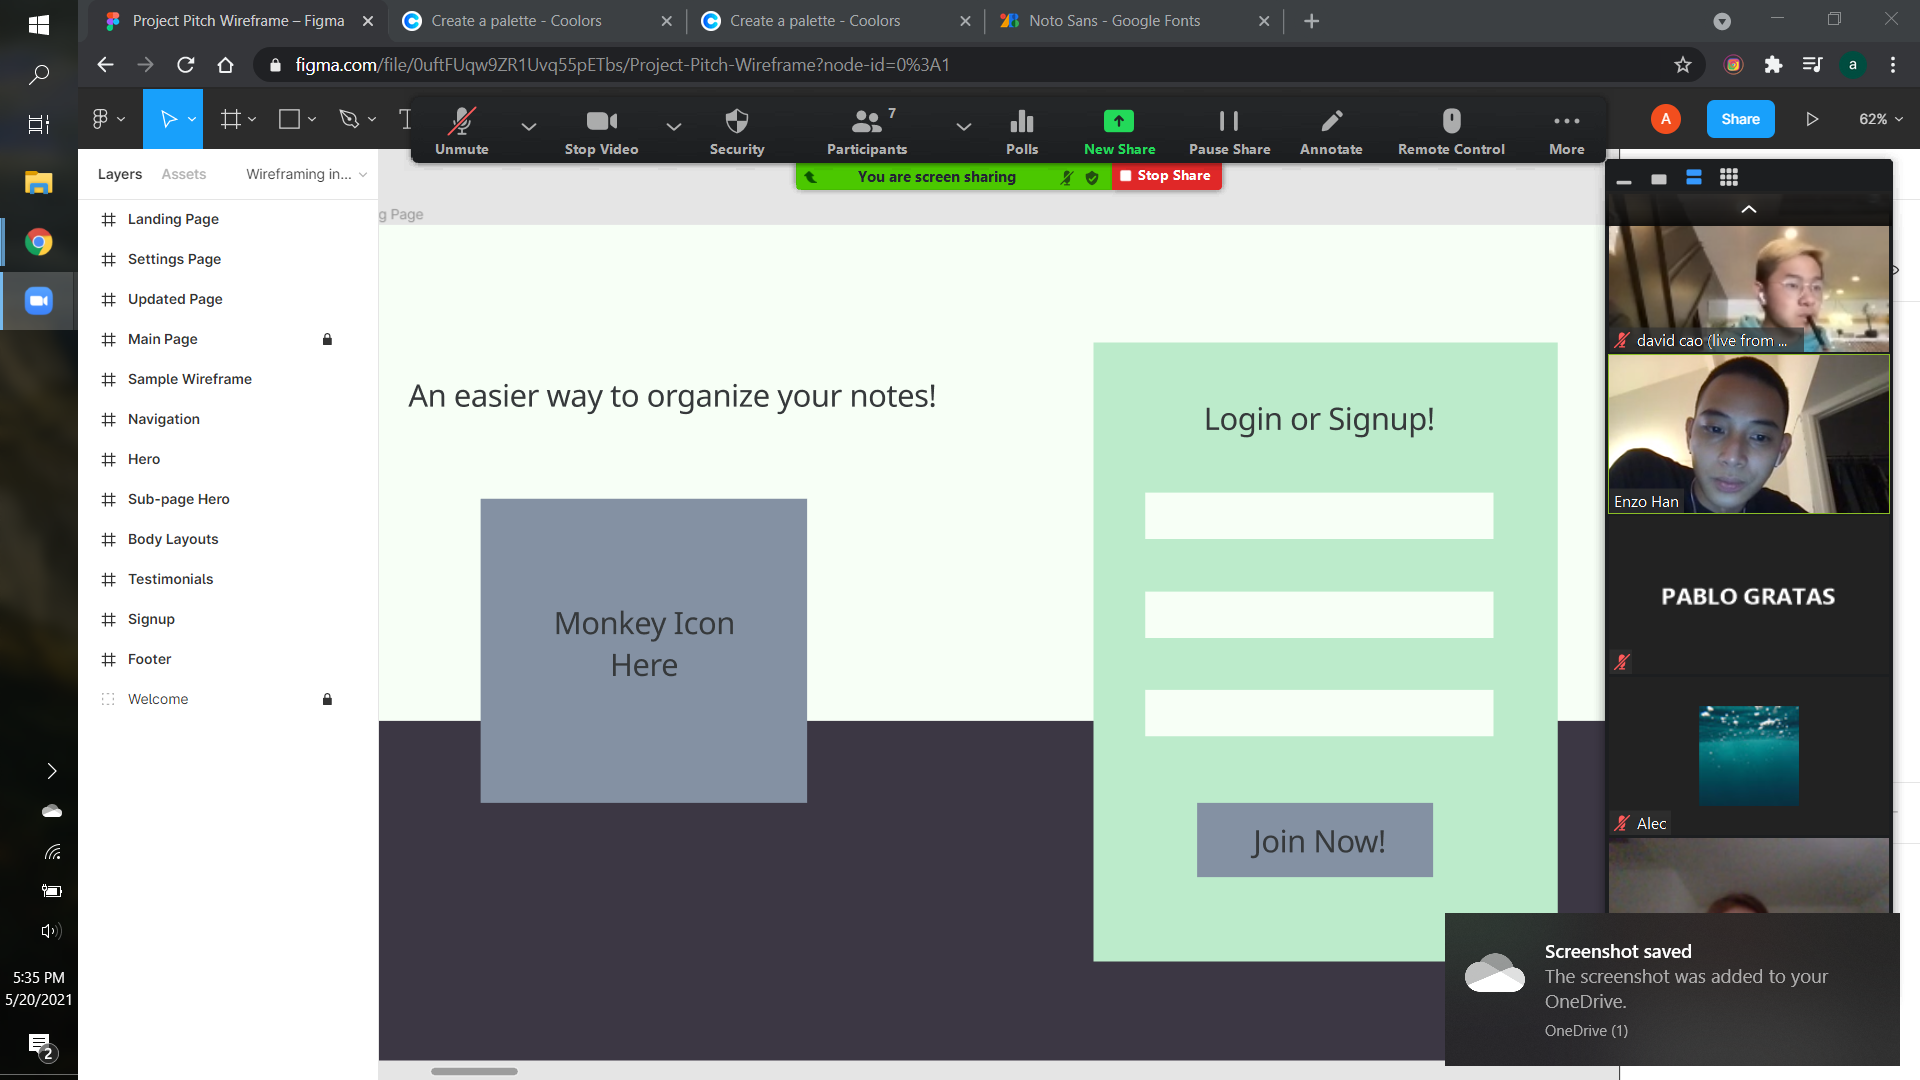 Project Pitch Wireframe – Figma
Create a palette - Coolors
Create a palette - Coolors
Noto Sans - Google Fonts
figma.com/file/0uftFUqw9ZR1Uvq55pETbs/Project-Pitch-Wireframe?node-id=0%3A1
a
Unmute
Stop Video
Security
Participants
7
Polls
New Share
Pause Share
Annotate
Remote Control
More
A
Share
62%
You are screen sharing
Stop Share
Layers
Assets
Wireframing in...
Landing Page
Settings Page
Updated Page
Main Page
Sample Wireframe
Navigation
Hero
Sub-page Hero
Body Layouts
Testimonials
Signup
Footer
Welcome
g Page
An easier way to organize your notes!
Monkey Icon
Here
Login or Signup!
Join Now!
david cao (live from ...
Enzo Han
PABLO GRATAS
Alec
Screenshot saved
The screenshot was added to your
OneDrive.
OneDrive (1)
5:35 PM
5/20/2021
2